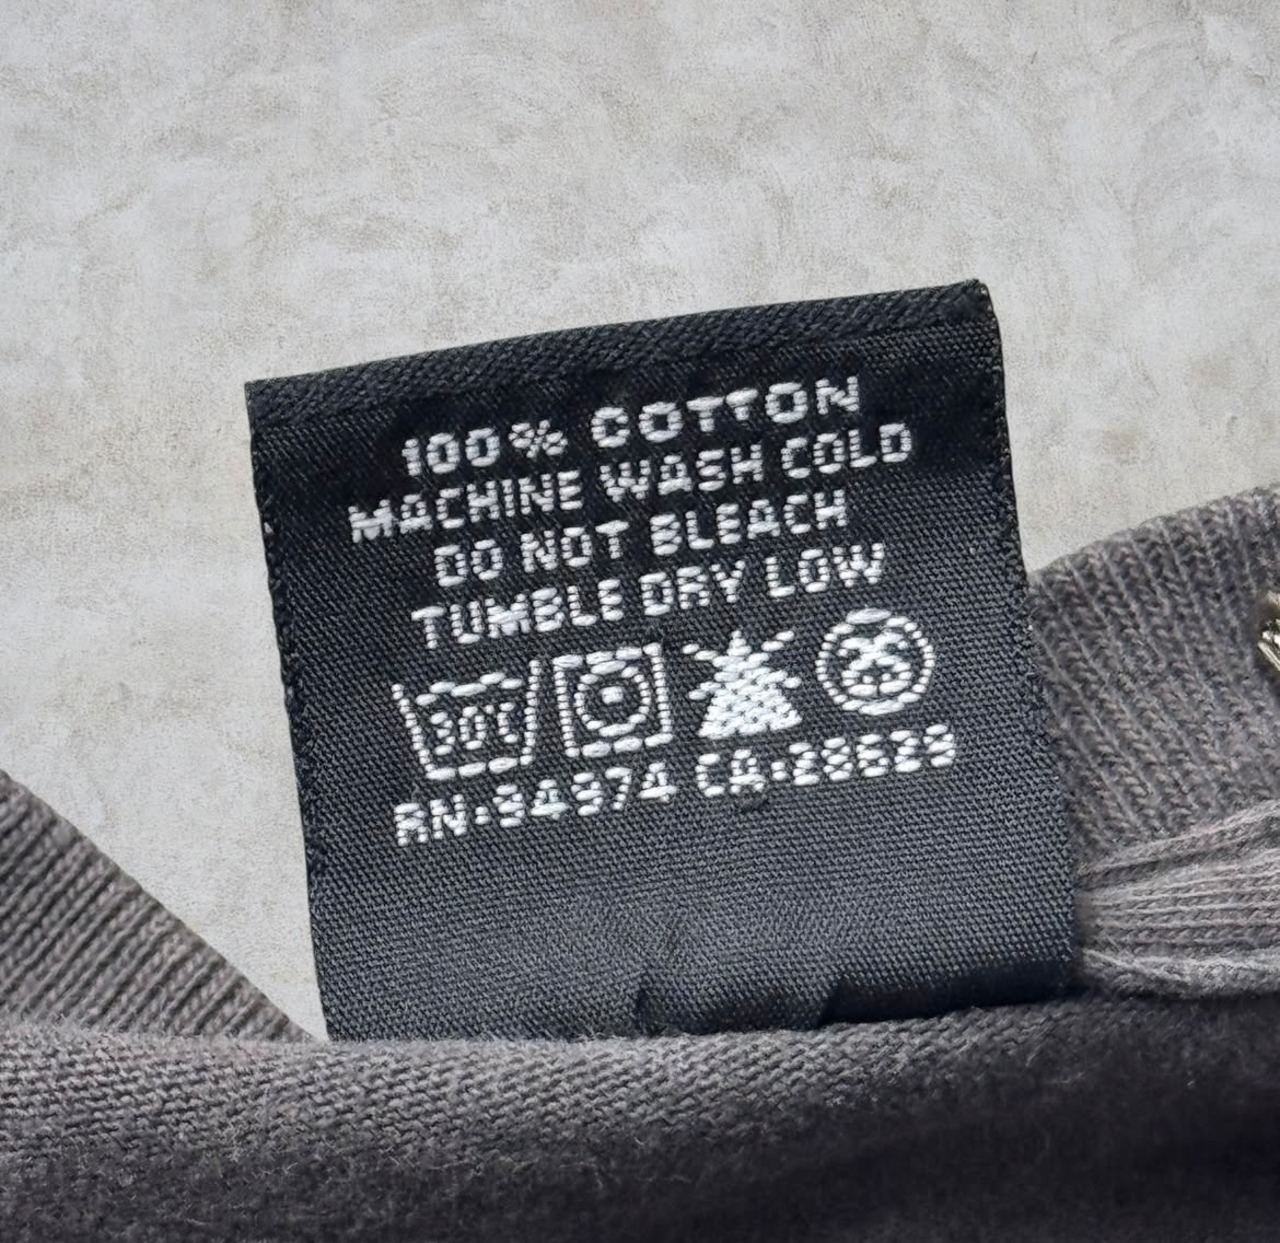 100% COTTON
MACHINE WASH COLD
DO NOT BLEACH
TUMBLE DRY LOW
30℃
RN·94974 CA·28629